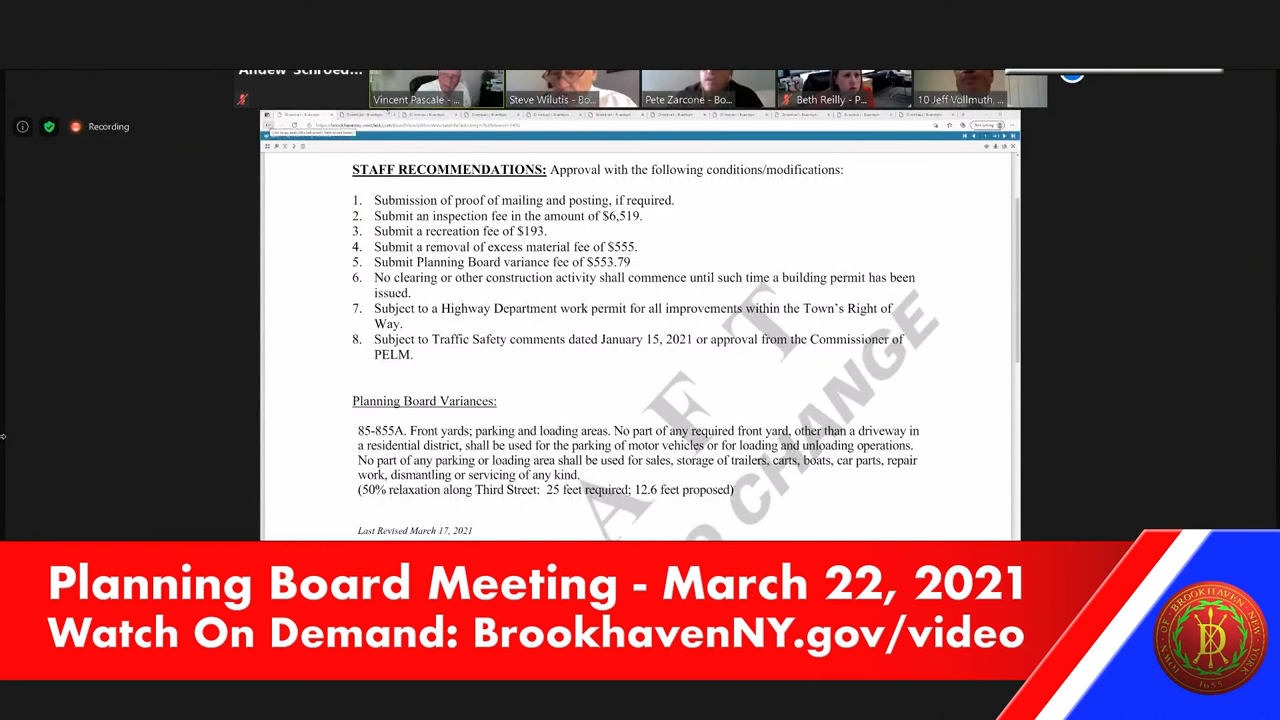 Andew Schroed...
Vincent Pascale - ...
Steve Wilutis - Bo...
Pete Zarcone - Bo...
Beth Reilly - P...
10 Jeff Vollmuth, ...
Recording
STAFF RECOMMENDATIONS: Approval with the following conditions/modifications:
1. Submission of proof of mailing and posting, if required.
2. Submit an inspection fee in the amount of $6,519.
3. Submit a recreation fee of $193.
4. Submit a removal of excess material fee of $555.
5. Submit Planning Board variance fee of $553.79
6. No clearing or other construction activity shall commence until such time a building permit has been
issued.
7. Subject to a Highway Department work permit for all improvements within the Town's Right of
Way.
8. Subject to Traffic Safety comments dated January 15, 2021 or approval from the Commissioner of
PELM.
Planning Board Variances:
85-855A. Front yards; parking and loading areas. No part of any required front yard, other than a driveway in
a residential district, shall be used for the parking of motor vehicles or for loading and unloading operations.
No part of any parking or loading area shall be used for sales, storage of trailers, carts, boats, car parts, repair
work, dismantling or servicing of any kind.
(50% relaxation along Third Street: 25 feet required; 12.6 feet proposed)
Last Revised March 17, 2021
A F T
CHANGE
Planning Board Meeting - March 22, 2021
Watch On Demand: BrookhavenNY.gov/video
TOWN OF BROOKHAVEN NEW YORK
1655